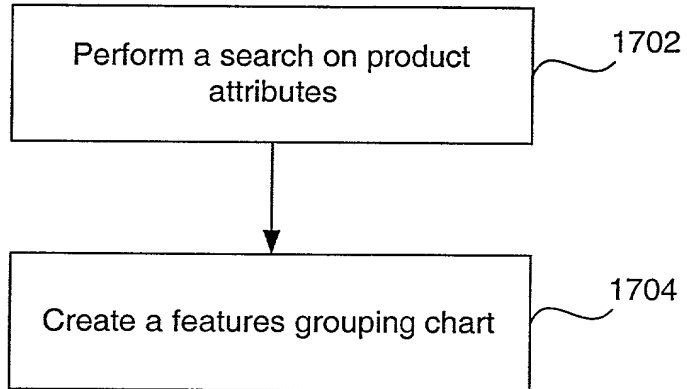 Perform a search on product
attributes
1702
Create a features grouping chart
1704